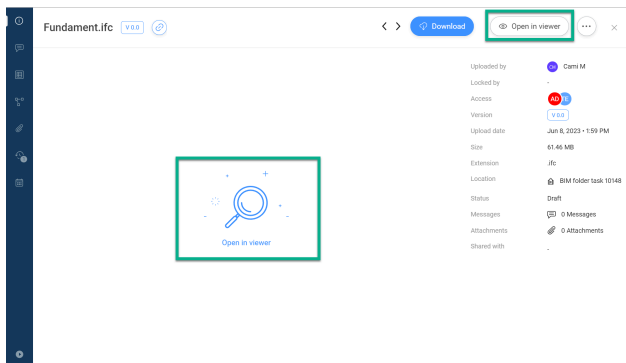 Fundament.ifc V 0.0 Download Open in viewer
Uploaded by CM Cami M
Locked by -
Access AD TE
Version V 0.0
Upload date Jun 8, 2023 • 1:59 PM
Size 61.46 MB
Extension .ifc
Location BIM folder task 10148
Status Draft
Messages 0 Messages
Attachments 0 Attachments
Shared with -
Open in viewer